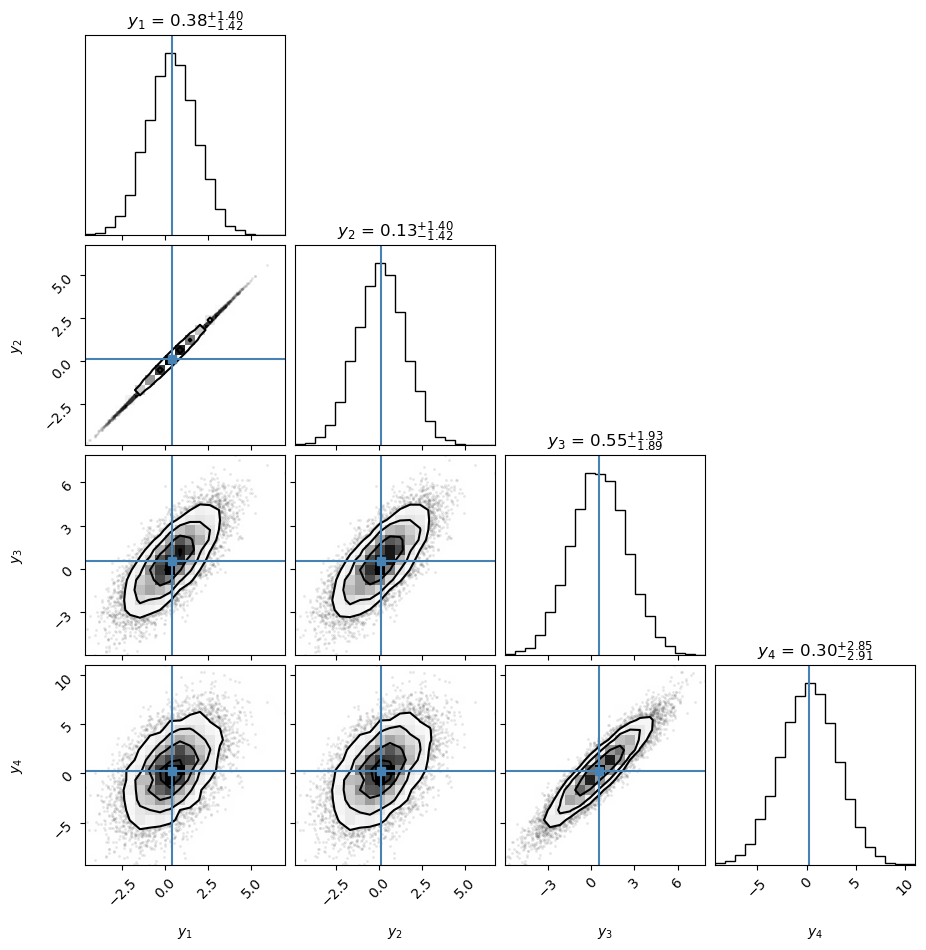 y₁ = 0.38⁺¹·⁴⁰₋₁.₄₂
y₂ = 0.13⁺¹·⁴⁰₋₁.₄₂
5.0
2.5
0.0
−2.5
y₂
y₃ = 0.55⁺¹·⁹³₋₁.₈₉
6
3
0
−3
y₃
y₄ = 0.30⁺²·⁸⁵₋₂.₉₁
10
5
0
−5
y₄
−2.5 0.0 2.5 5.0 −2.5 0.0 2.5 5.0 −3 0 3 6 −5 0 5 10
y₁ y₂ y₃ y₄